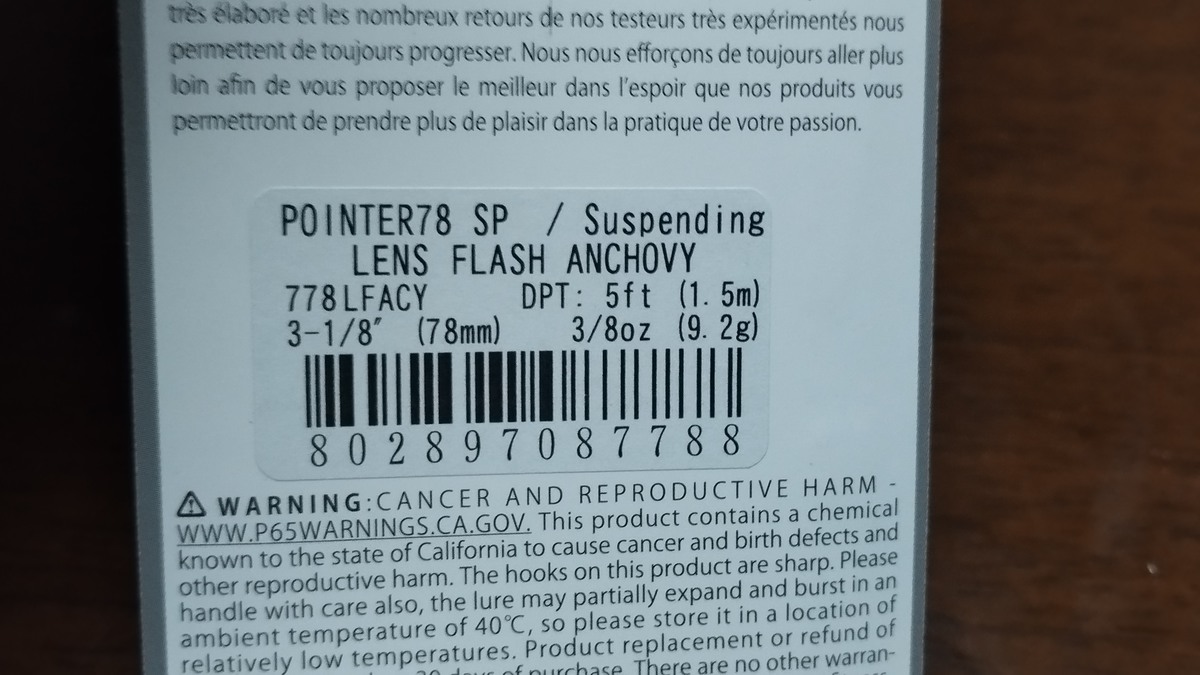 très élaboré et les nombreux retours de nos testeurs très expérimentés nous
permettent de toujours progresser. Nous nous efforçons de toujours aller plus
loin afin de vous proposer le meilleur dans l'espoir que nos produits vous
permettront de prendre plus de plaisir dans la pratique de votre passion.
POINTER78 SP / Suspending
LENS FLASH ANCHOVY
778LFACY DPT: 5ft (1.5m)
3-1/8″ (78mm) 3/8oz (9.2g)
802897087788
⚠ WARNING:CANCER AND REPRODUCTIVE HARM -
WWW.P65WARNINGS.CA.GOV. This product contains a chemical
known to the state of California to cause cancer and birth defects and
other reproductive harm. The hooks on this product are sharp. Please
handle with care also, the lure may partially expand and burst in an
ambient temperature of 40℃, so please store it in a location of
relatively low temperatures. Product replacement or refund of
of purchase. There are no other warran-